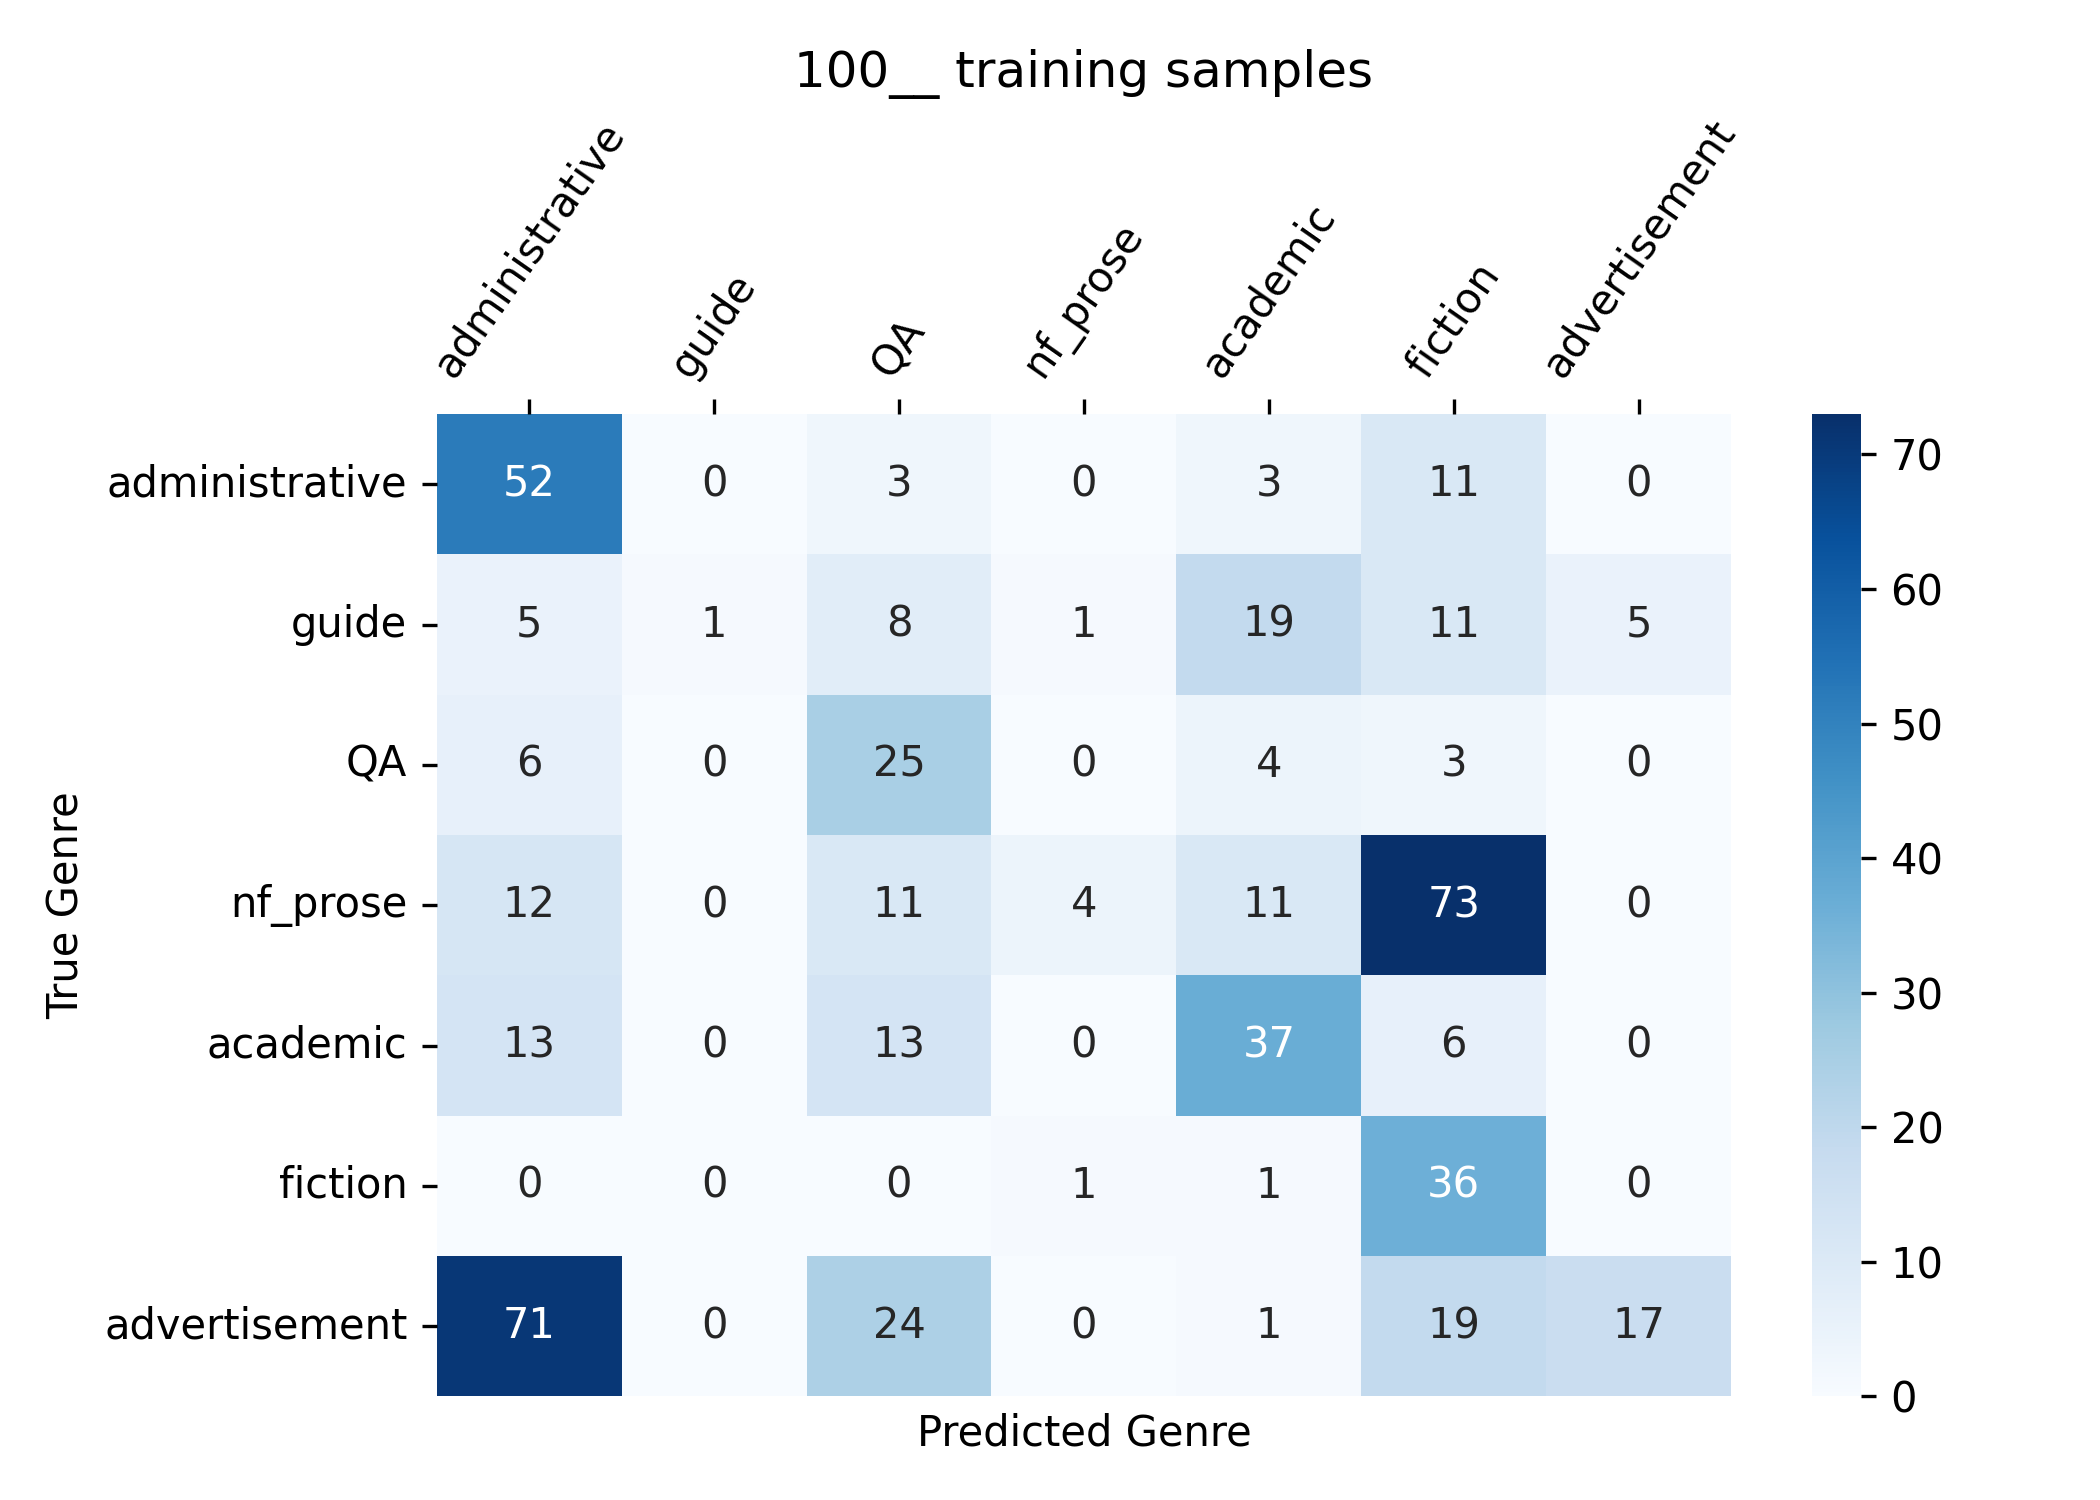 100__ training samples
administrative guide QA nf_prose academic fiction advertisement
administrative 52 0 3 0 3 11 0
guide 5 1 8 1 19 11 5
QA 6 0 25 0 4 3 0
nf_prose 12 0 11 4 11 73 0
academic 13 0 13 0 37 6 0
fiction 0 0 0 1 1 36 0
advertisement 71 0 24 0 1 19 17
True Genre
Predicted Genre
70
60
50
40
30
20
10
0